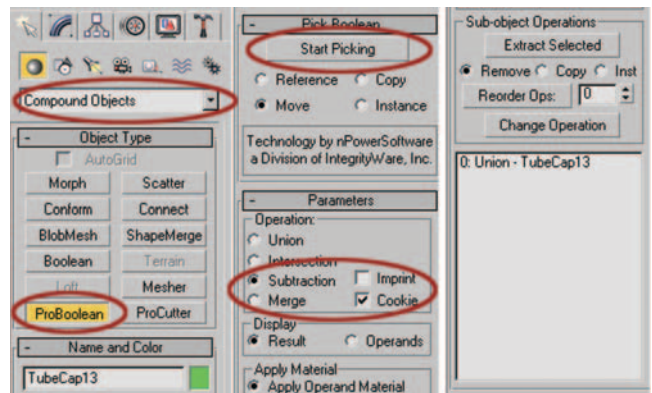 Compound Objects
- Object Type
AutoGrid
Morph Scatter
Conform Connect
BlobMesh ShapeMerge
Boolean Terrain
Loft Mesher
ProBoolean ProCutter
- Name and Color
TubeCap13
- Pick Boolean
Start Picking
Reference Copy
Move Instance
Technology by nPowerSoftware
a Division of IntegrityWare, Inc.
- Parameters
Operation:
Union
Intersection
Subtraction Imprint
Merge Cookie
Display
Result Operands
Apply Material
Apply Operand Material
Sub-object Operations
Extract Selected
Remove Copy Inst
Reorder Ops: 0
Change Operation
0: Union - TubeCap13